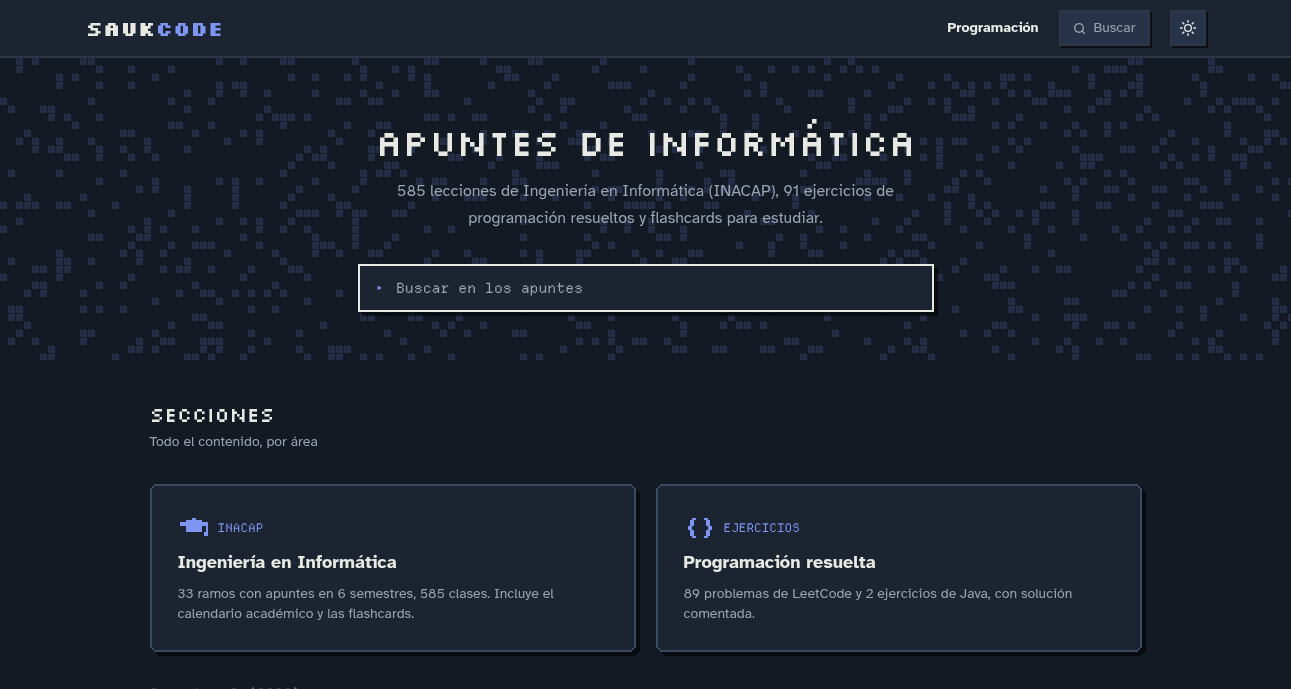 SAUKCODE
Programación
Buscar
APUNTES DE INFORMÁTICA
585 lecciones de Ingeniería en Informática (INACAP), 91 ejercicios de
programación resueltos y flashcards para estudiar.
Buscar en los apuntes
SECCIONES
Todo el contenido, por área
INACAP
Ingeniería en Informática
33 ramos con apuntes en 6 semestres, 585 clases. Incluye el
calendario académico y las flashcards.
EJERCICIOS
Programación resuelta
89 problemas de LeetCode y 2 ejercicios de Java, con solución
comentada.